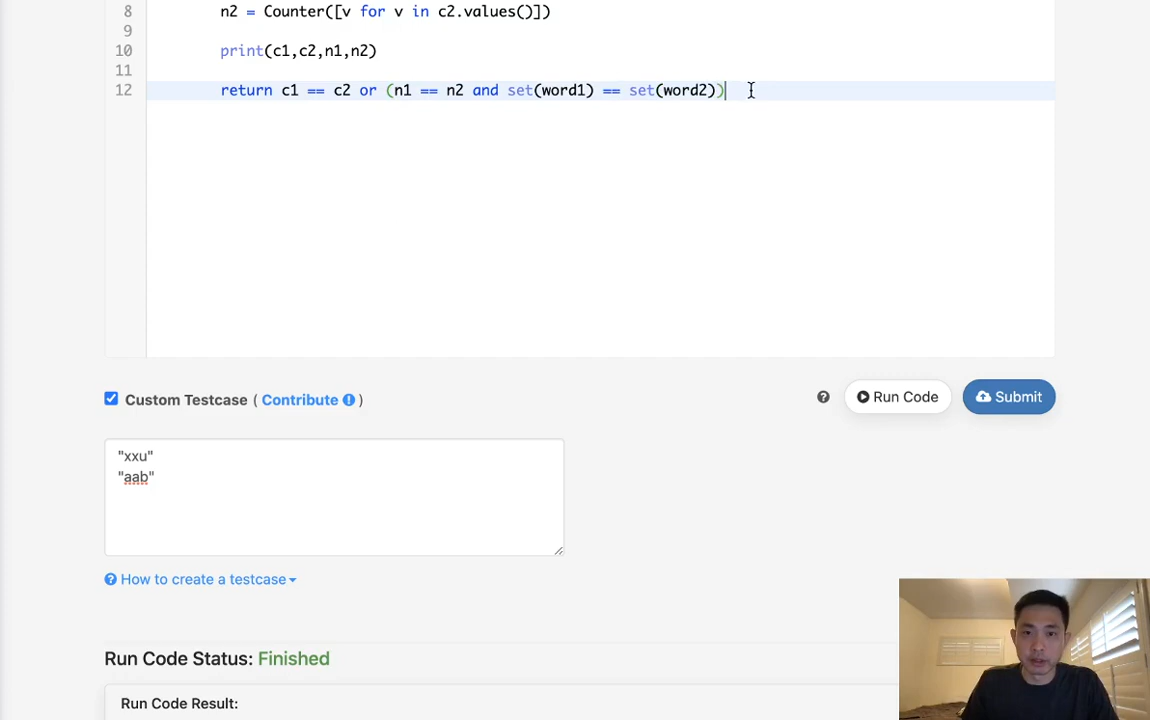 8 n2 = Counter([v for v in c2.values()])
9
10 print(c1,c2,n1,n2)
11
12 return c1 == c2 or (n1 == n2 and set(word1) == set(word2))
Custom Testcase ( Contribute )
? Run Code Submit
"xxu"
"aab"
? How to create a testcase
Run Code Status: Finished
Run Code Result: